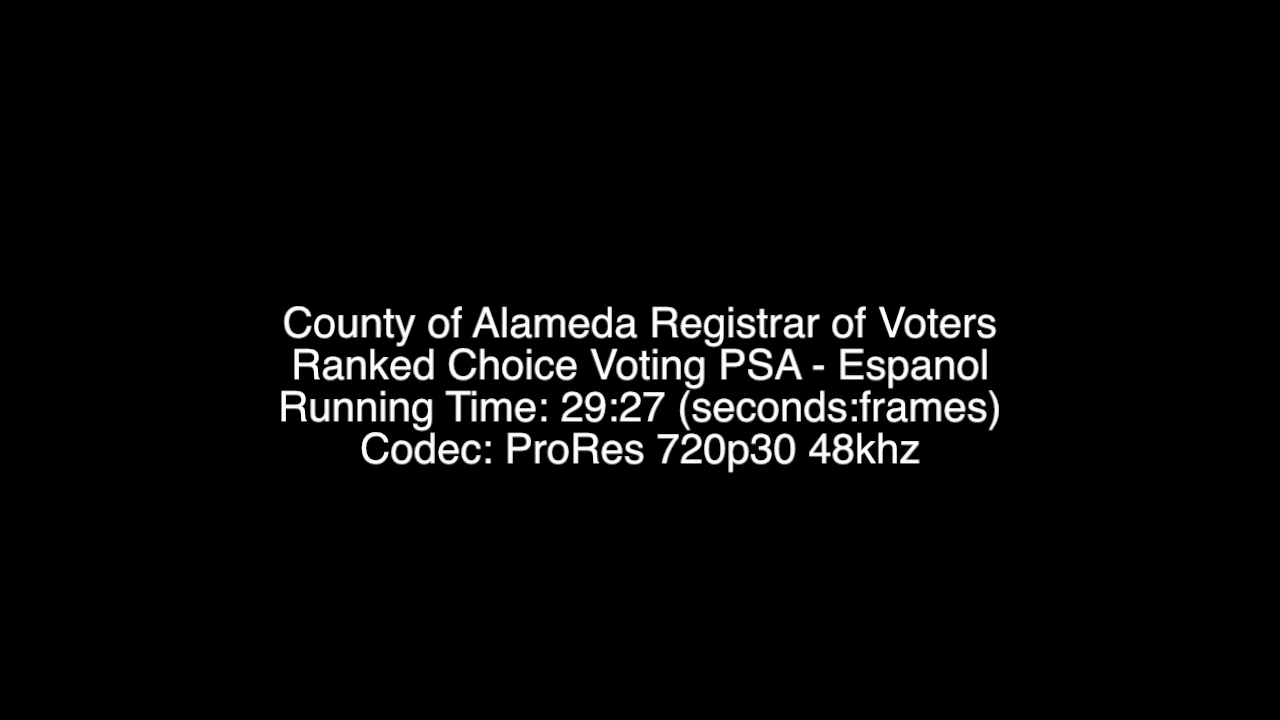 County of Alameda Registrar of Voters
Ranked Choice Voting PSA - Espanol
Running Time: 29:27 (seconds:frames)
Codec: ProRes 720p30 48khz